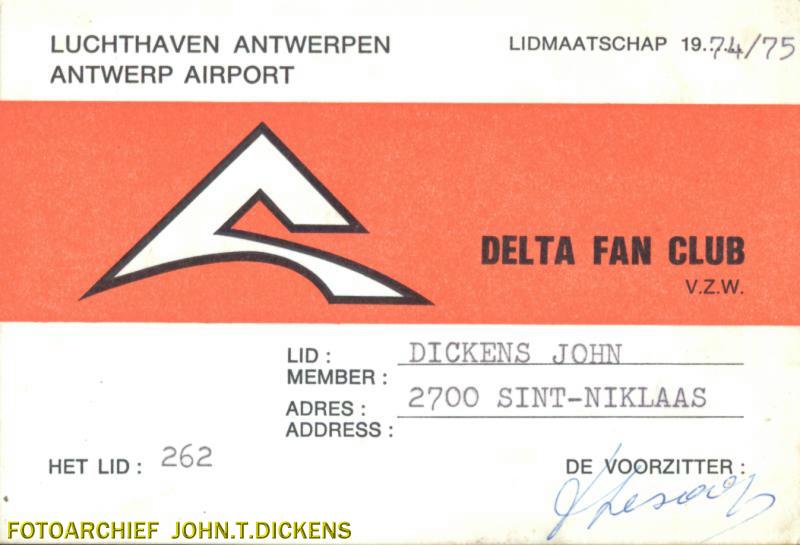 LUCHTHAVEN ANTWERPEN
ANTWERP AIRPORT
LIDMAATSCHAP 19..74/75
DELTA FAN CLUB
V.Z.W.
LID : DICKENS JOHN
MEMBER :
ADRES : 2700 SINT-NIKLAAS
ADDRESS :
HET LID : 262
DE VOORZITTER :
FOTOARCHIEF JOHN.T.DICKENS